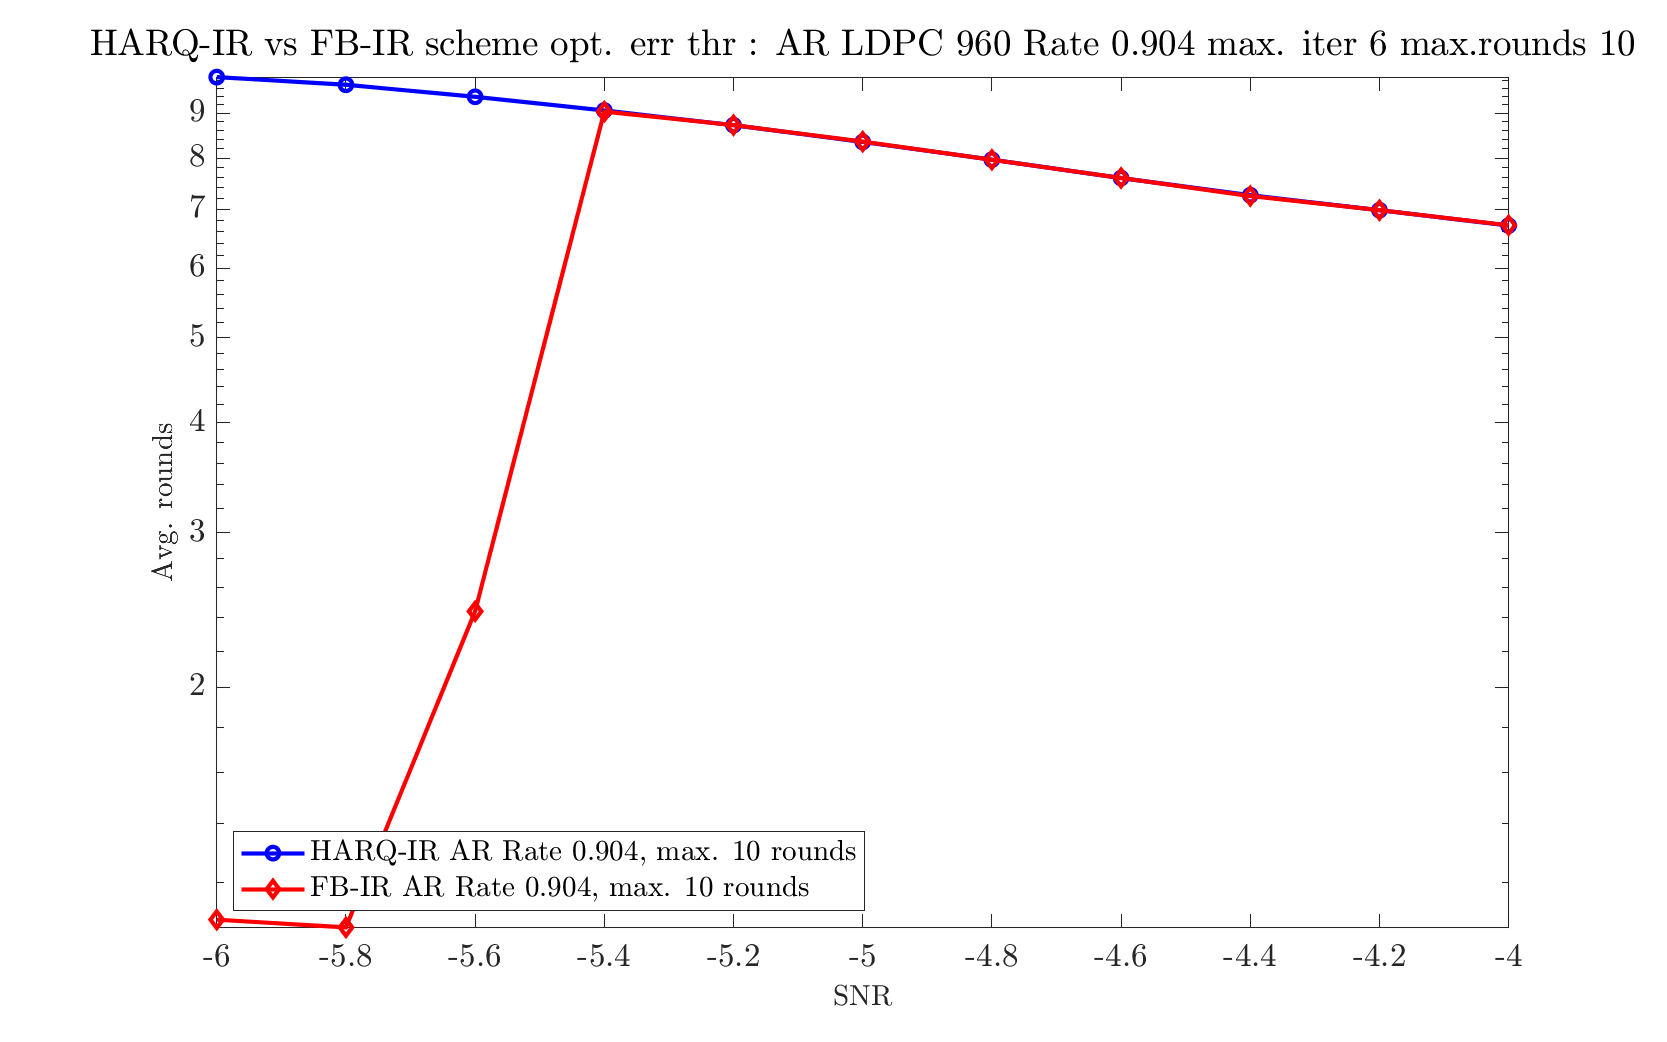 HARQ-IR vs FB-IR scheme opt. err thr : AR LDPC 960 Rate 0.904 max. iter 6 max.rounds 10
9
8
7
6
5
4
3
2
Avg. rounds
HARQ-IR AR Rate 0.904, max. 10 rounds
FB-IR AR Rate 0.904, max. 10 rounds
-6 -5.8 -5.6 -5.4 -5.2 -5 -4.8 -4.6 -4.4 -4.2 -4
SNR